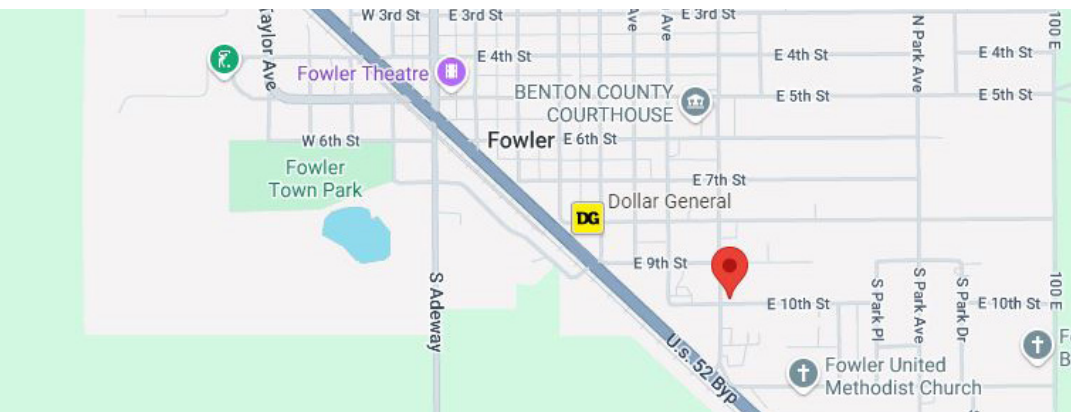 W 3rd St
E 3rd St
E 3rd St
Ave
Ave
N Park Ave
100 E
Taylor Ave
Fowler Theatre
E 4th St
E 4th St
E 4th St
BENTON COUNTY
COURTHOUSE
E 5th St
E 5th St
W 6th St
Fowler
E 6th St
Fowler
Town Park
E 7th St
DG
Dollar General
E 9th St
S Adeway
E 10th St
S Park Pl
S Park Ave
S Park Dr
E 10th St
100 E
U.s. 52 Byp
Fowler United
Methodist Church
F
B